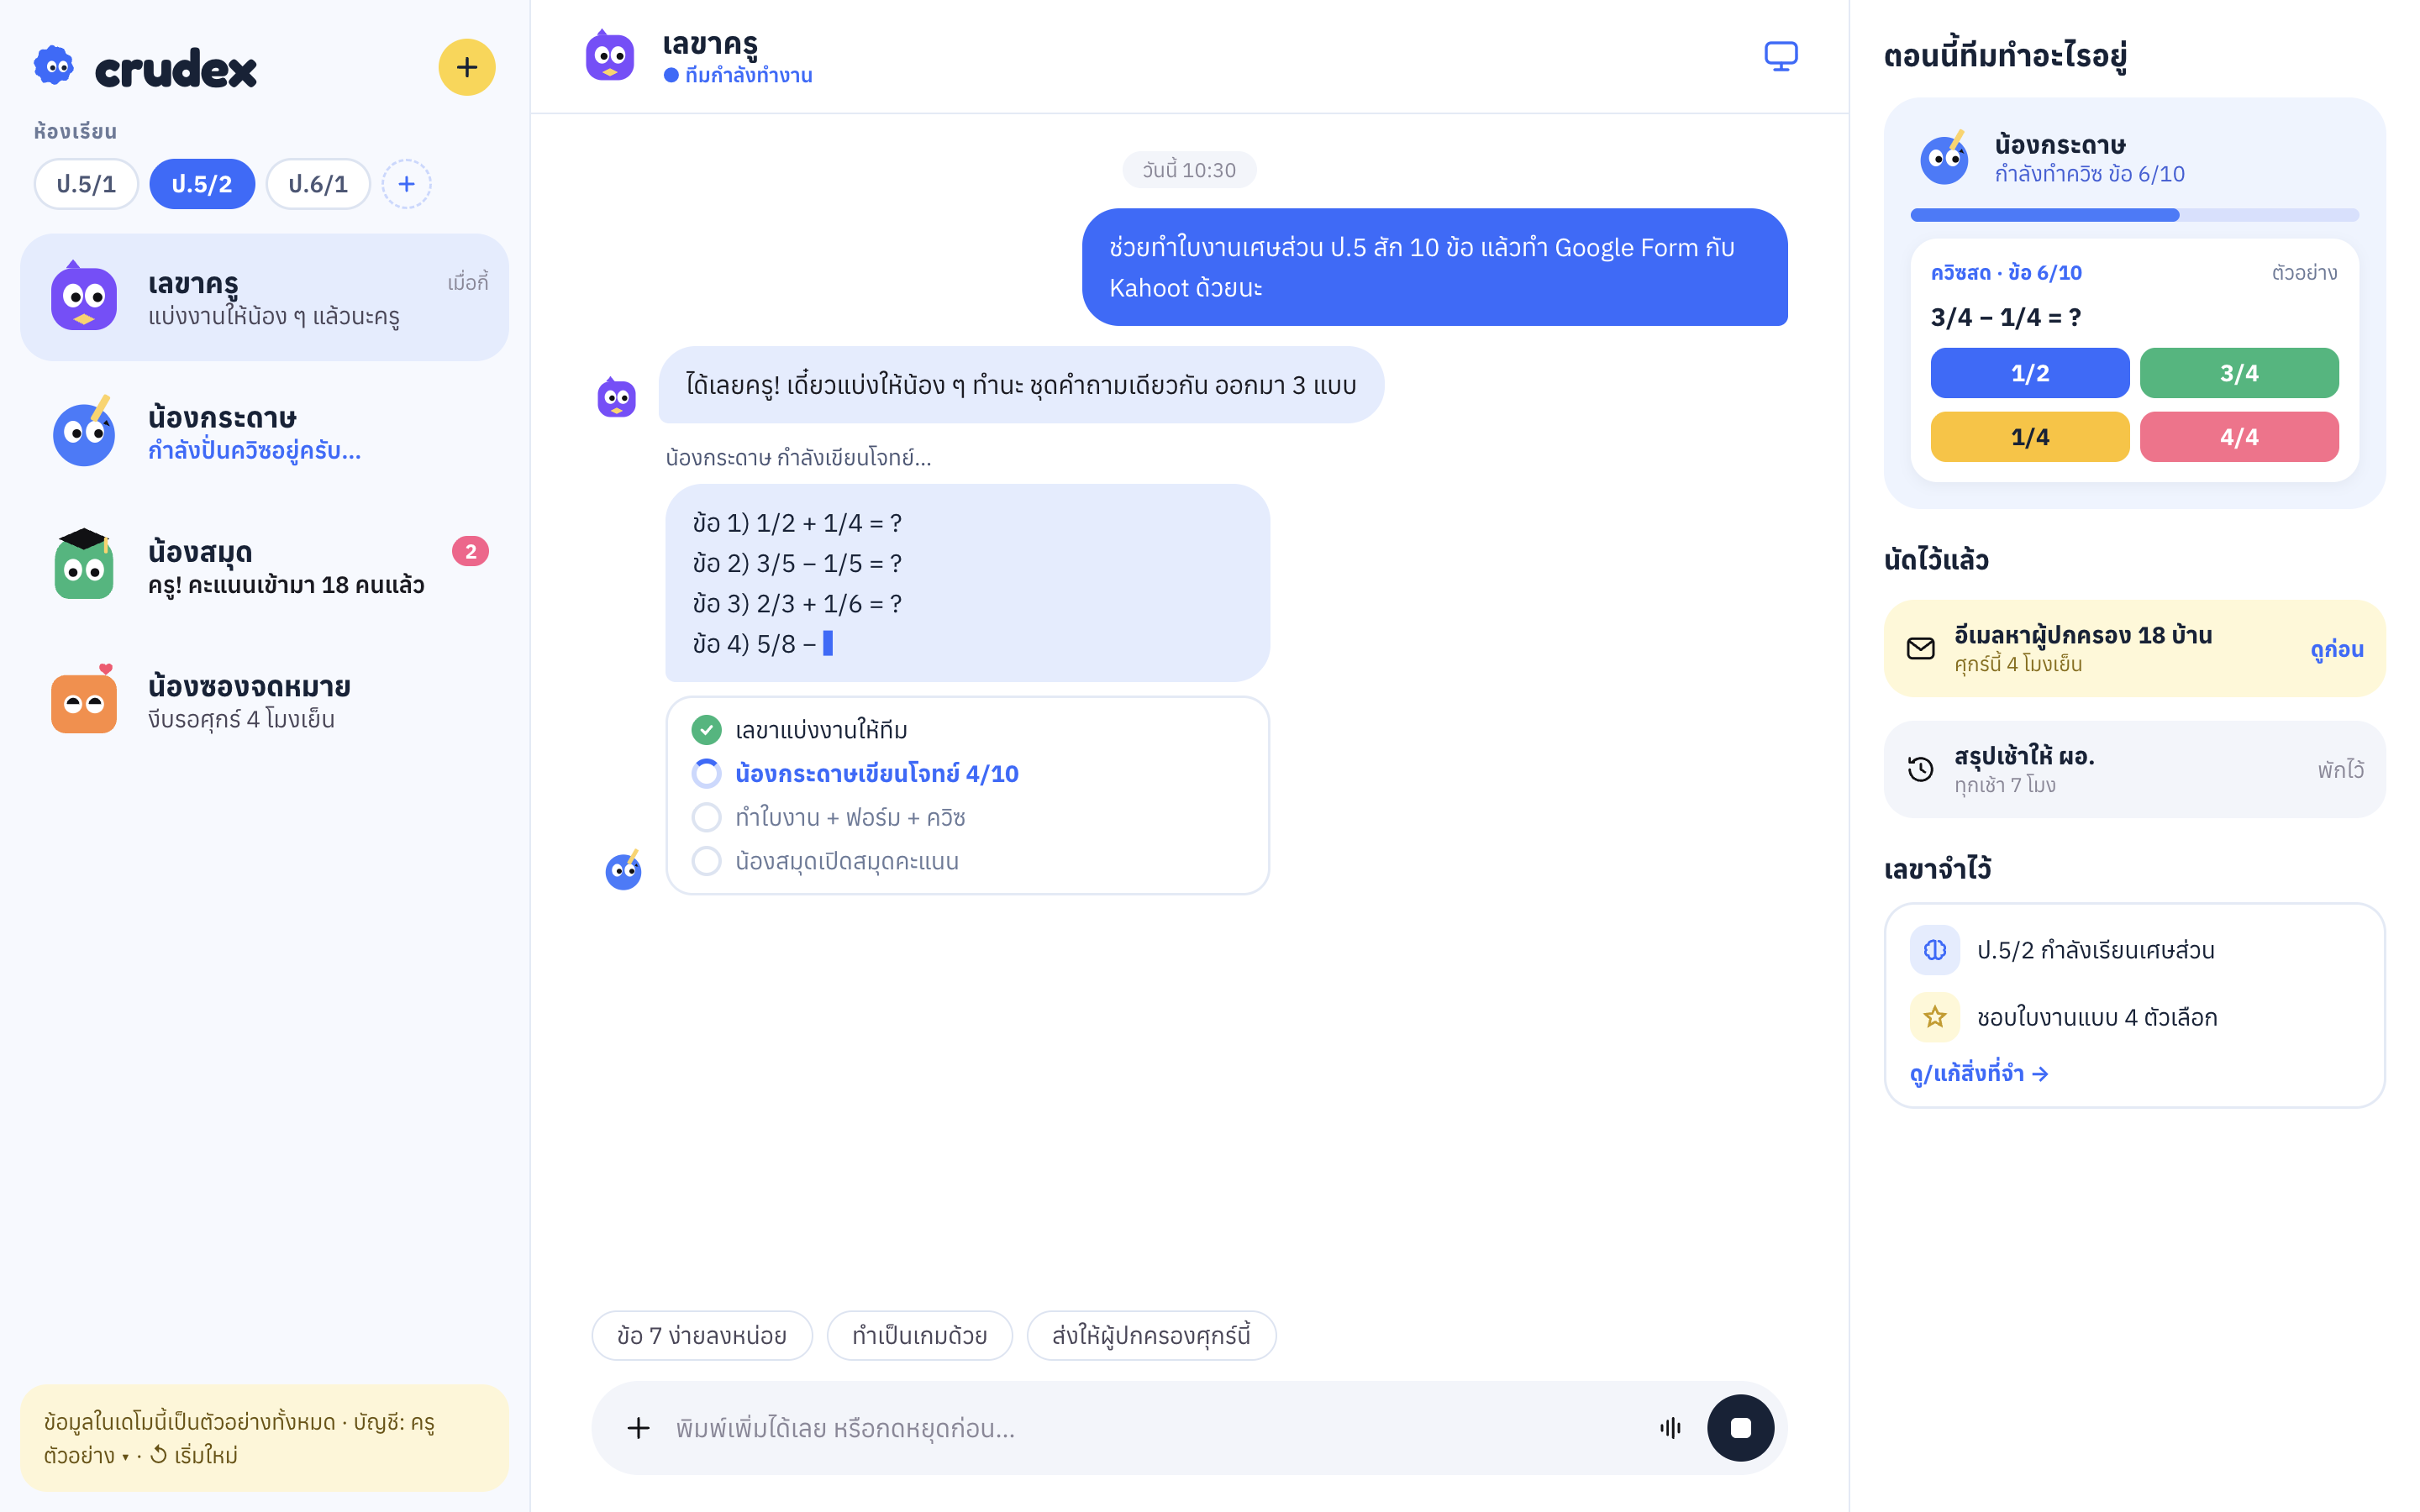 crudex
ห้องเรียน
ป.5/1
ป.5/2
ป.6/1
เลขาครู
เมื่อกี้
แบ่งงานให้น้อง ๆ แล้วนะครู
น้องกระดาษ
กำลังปั่นควิซอยู่ครับ...
น้องสมุด
2
ครู! คะแนนเข้ามา 18 คนแล้ว
น้องซองจดหมาย
งีบรอศุกร์ 4 โมงเย็น
ข้อมูลในเดโมนี้เป็นตัวอย่างทั้งหมด · บัญชี: ครู
ตัวอย่าง ▾ · ↺ เริ่มใหม่
เลขาครู
ทีมกำลังทำงาน
วันนี้ 10:30
ช่วยทำใบงานเศษส่วน ป.5 สัก 10 ข้อ แล้วทำ Google Form กับ
Kahoot ด้วยนะ
ได้เลยครู! เดี๋ยวแบ่งให้น้อง ๆ ทำนะ ชุดคำถามเดียวกัน ออกมา 3 แบบ
น้องกระดาษ กำลังเขียนโจทย์...
ข้อ 1) 1/2 + 1/4 = ?
ข้อ 2) 3/5 − 1/5 = ?
ข้อ 3) 2/3 + 1/6 = ?
ข้อ 4) 5/8 −
เลขาแบ่งงานให้ทีม
น้องกระดาษเขียนโจทย์ 4/10
ทำใบงาน + ฟอร์ม + ควิซ
น้องสมุดเปิดสมุดคะแนน
ข้อ 7 ง่ายลงหน่อย
ทำเป็นเกมด้วย
ส่งให้ผู้ปกครองศุกร์นี้
พิมพ์เพิ่มได้เลย หรือกดหยุดก่อน...
ตอนนี้ทีมทำอะไรอยู่
น้องกระดาษ
กำลังทำควิซ ข้อ 6/10
ควิซสด · ข้อ 6/10
ตัวอย่าง
3/4 − 1/4 = ?
1/2
3/4
1/4
4/4
นัดไว้แล้ว
อีเมลหาผู้ปกครอง 18 บ้าน
ศุกร์นี้ 4 โมงเย็น
ดูก่อน
สรุปเช้าให้ ผอ.
ทุกเช้า 7 โมง
พักไว้
เลขาจำไว้
ป.5/2 กำลังเรียนเศษส่วน
ชอบใบงานแบบ 4 ตัวเลือก
ดู/แก้สิ่งที่จำ →